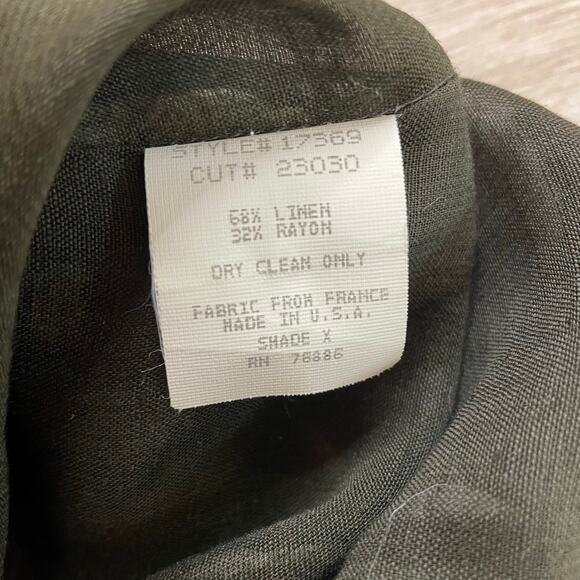 STYLE# 17369
CUT# 23030
68% LINEN
32% RAYON
DRY CLEAN ONLY
FABRIC FROM FRANCE
MADE IN U.S.A.
SHADE X
RN 76886